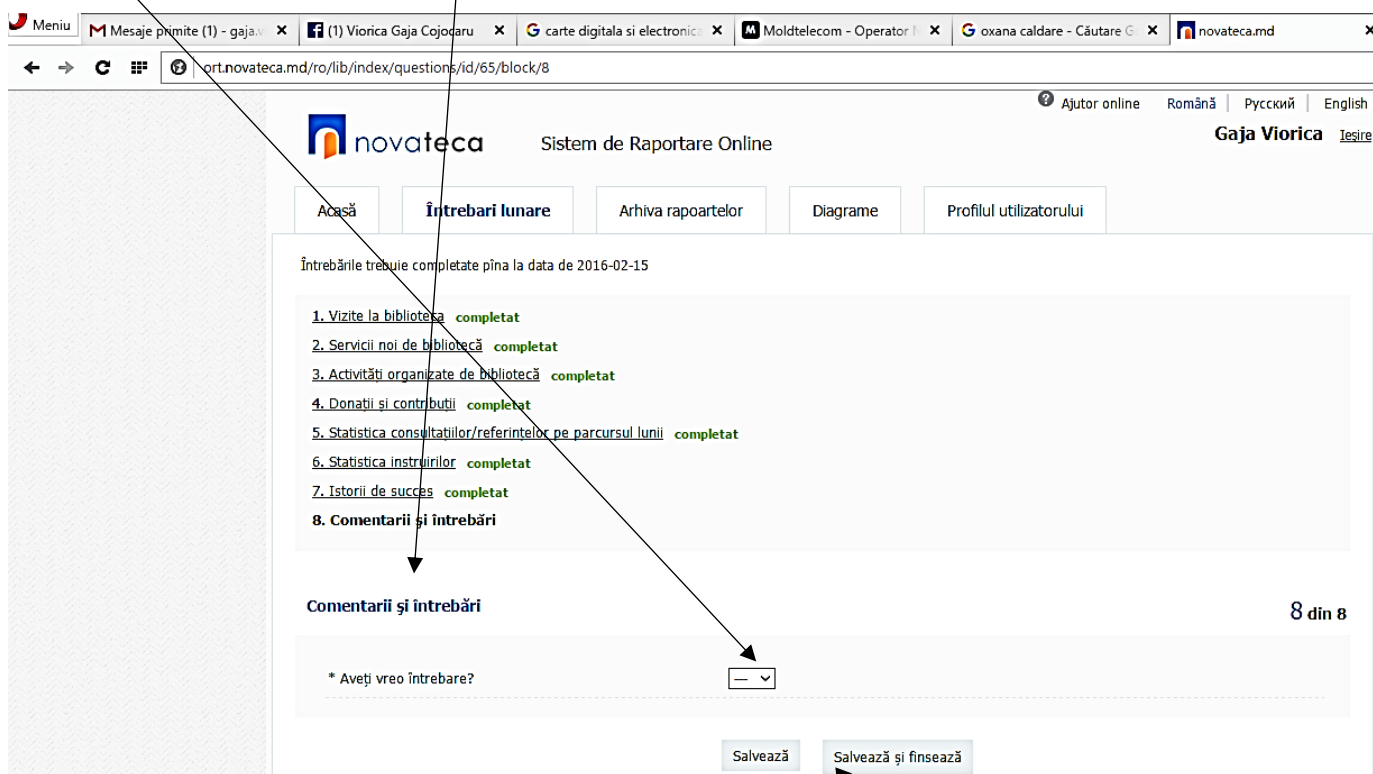 Meniu Mesaje primite (1) - gaja.v (1) Viorica Gaja Cojocaru carte digitala si electronica Moldtelecom - Operator N oxana caldare - Căutare G novateca.md
ort.novateca.md/ro/lib/index/questions/id/65/block/8
Ajutor online Română Русский English
novateca Sistem de Raportare Online Gaja Viorica Ieșire
Acasă Întrebari lunare Arhiva rapoartelor Diagrame Profilul utilizatorului
Întrebările trebuie completate pîna la data de 2016-02-15
1. Vizite la biblioteca completat
2. Servicii noi de bibliotecă completat
3. Activități organizate de bibliotecă completat
4. Donații și contribuții completat
5. Statistica consultațiilor/referințelor pe parcursul lunii completat
6. Statistica instruirilor completat
7. Istorii de succes completat
8. Comentarii și întrebări
Comentarii și întrebări 8 din 8
* Aveți vreo întrebare? —
Salvează Salvează și finsează